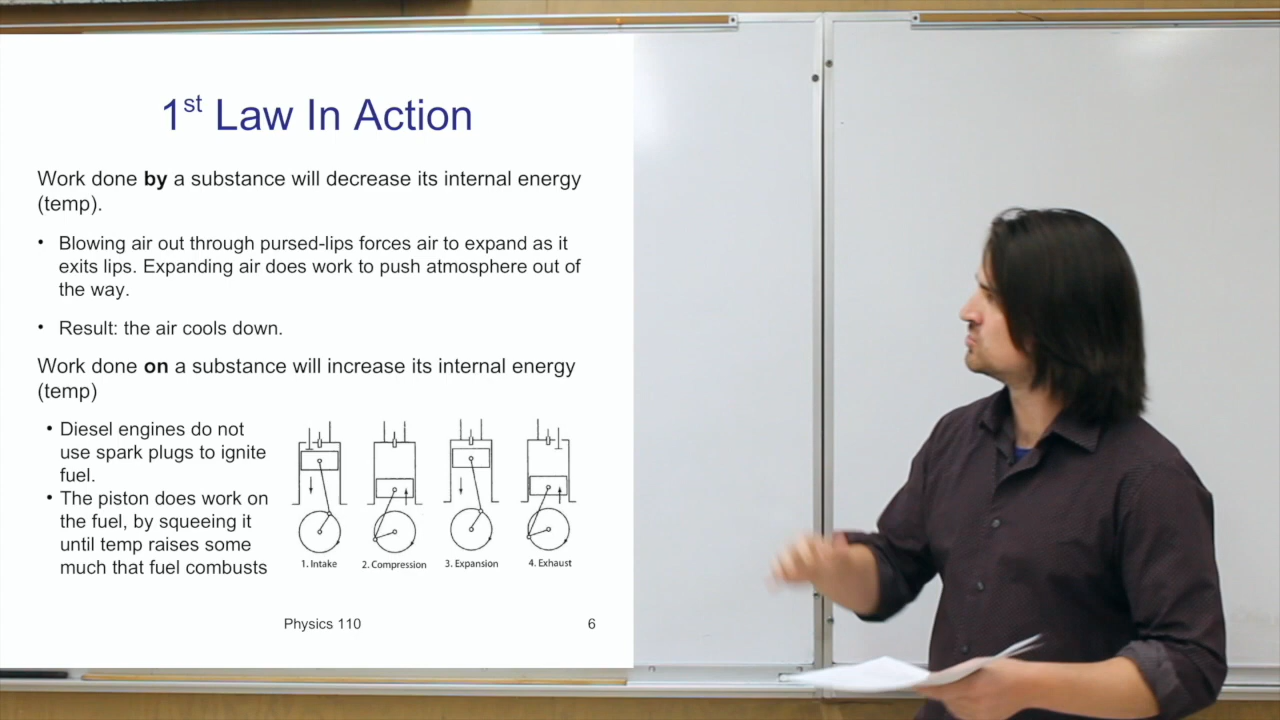 1st Law In Action
Work done by a substance will decrease its internal energy
(temp).
• Blowing air out through pursed-lips forces air to expand as it
exits lips. Expanding air does work to push atmosphere out of
the way.
• Result: the air cools down.
Work done on a substance will increase its internal energy
(temp)
• Diesel engines do not
use spark plugs to ignite
fuel.
• The piston does work on
the fuel, by squeeing it
until temp raises some
much that fuel combusts
1. Intake 2. Compression 3. Expansion 4. Exhaust
Physics 110 6